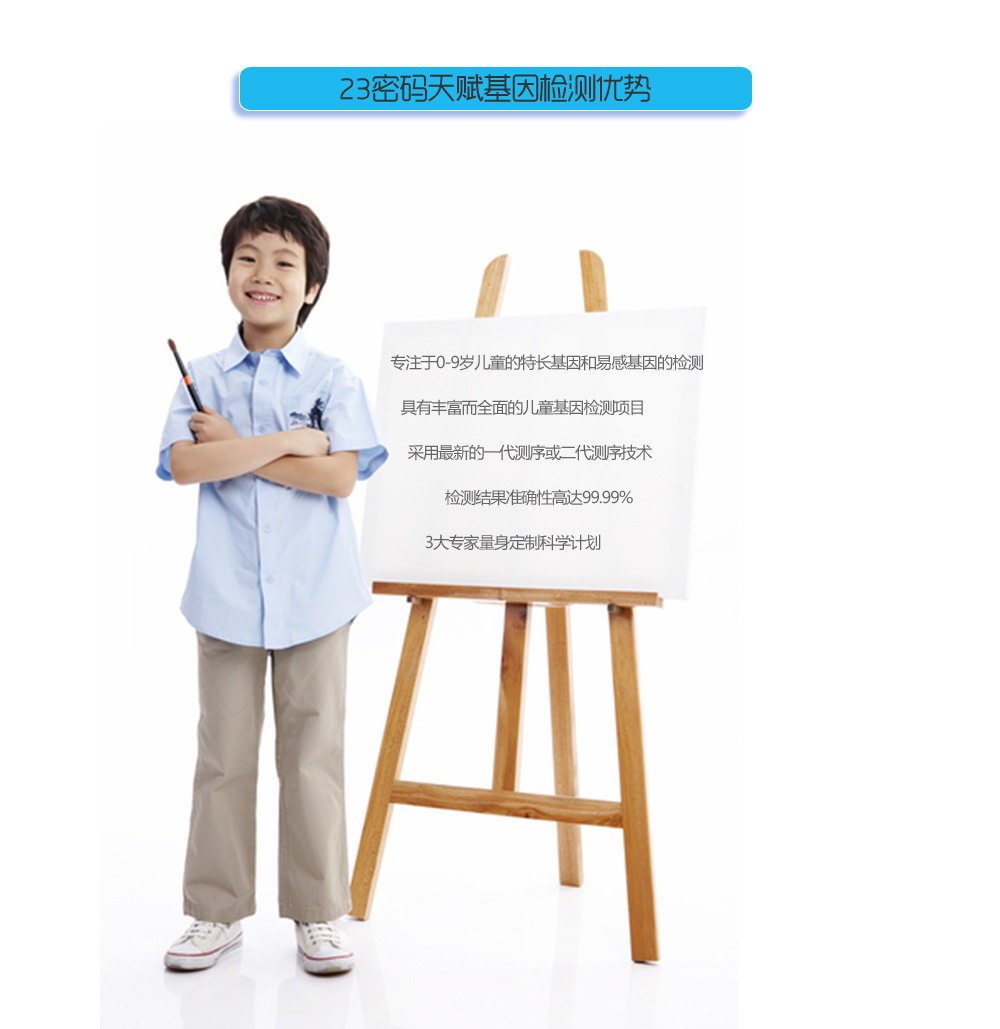 23密码天赋基因检测优势
专注于0-9岁儿童的特长基因和易感基因的检测
具有丰富而全面的儿童基因检测项目
采用最新的一代测序或二代测序技术
检测结果准确性高达99.99%
3大专家量身定制科学计划